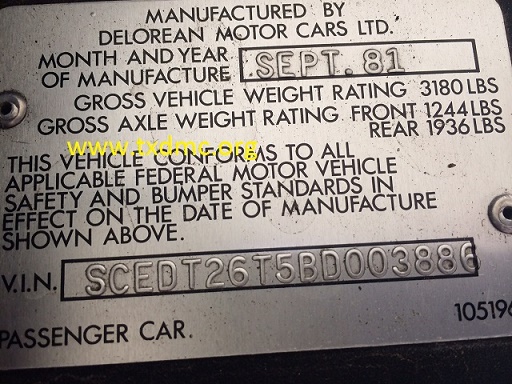 MANUFACTURED BY
DELOREAN MOTOR CARS LTD.
MONTH AND YEAR
OF MANUFACTURE SEPT. 81
GROSS VEHICLE WEIGHT RATING 3180 LBS
GROSS AXLE WEIGHT RATING FRONT 1244 LBS
REAR 1936 LBS
www.txdmc.org
THIS VEHICLE CONFORMS TO ALL
APPLICABLE FEDERAL MOTOR VEHICLE
SAFETY AND BUMPER STANDARDS IN
EFFECT ON THE DATE OF MANUFACTURE
SHOWN ABOVE.
V.I.N. SCEDT26T5BD003886
PASSENGER CAR. 105196